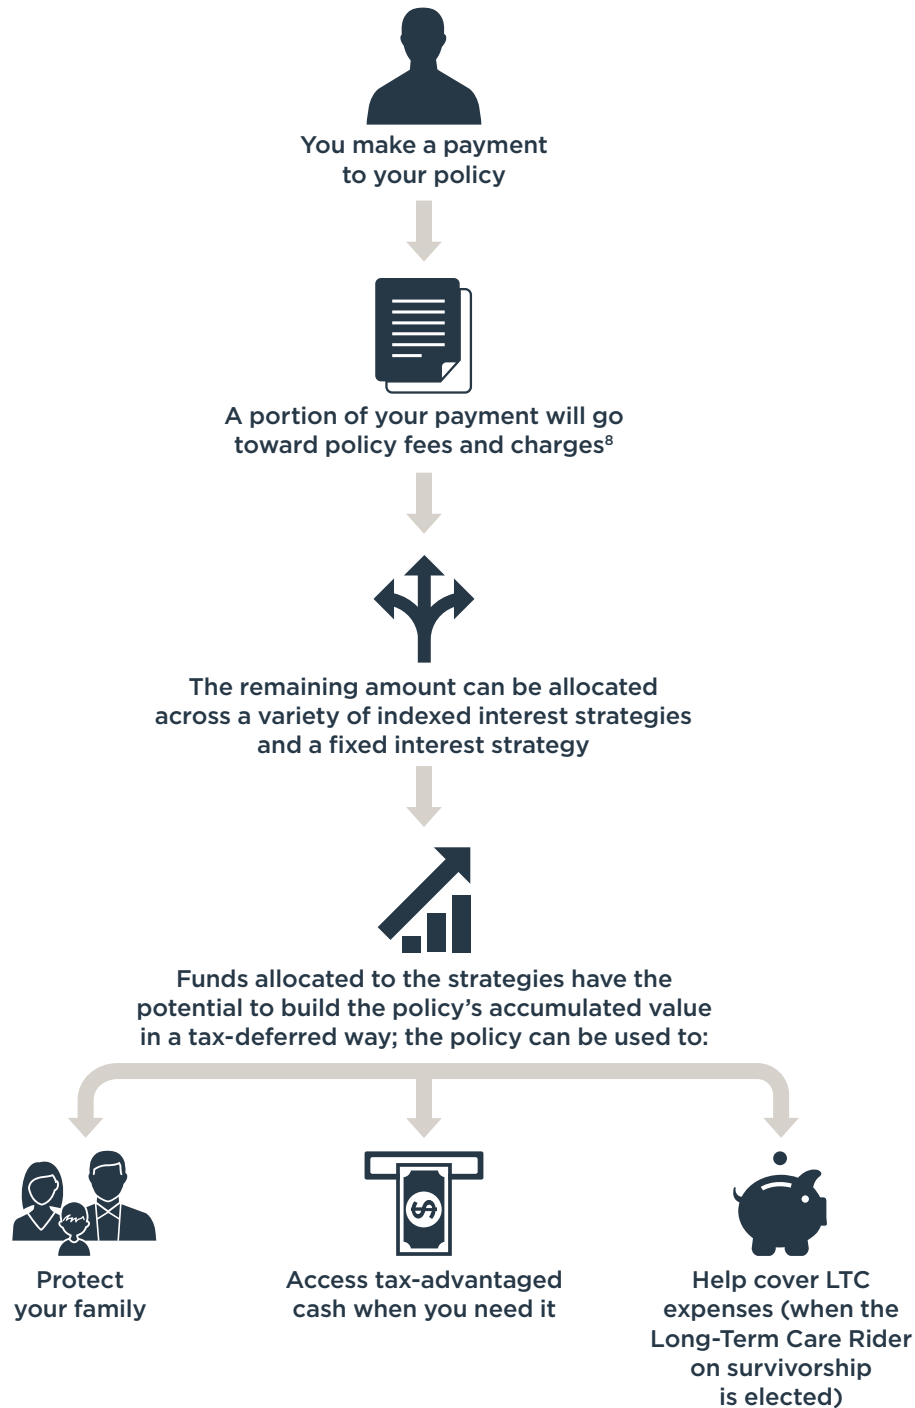 You make a payment
to your policy
A portion of your payment will go
toward policy fees and charges⁸
The remaining amount can be allocated
across a variety of indexed interest strategies
and a fixed interest strategy
Funds allocated to the strategies have the
potential to build the policy’s accumulated value
in a tax-deferred way; the policy can be used to:
$
Protect
your family
Access tax-advantaged
cash when you need it
Help cover LTC
expenses (when the
Long-Term Care Rider
on survivorship
is elected)